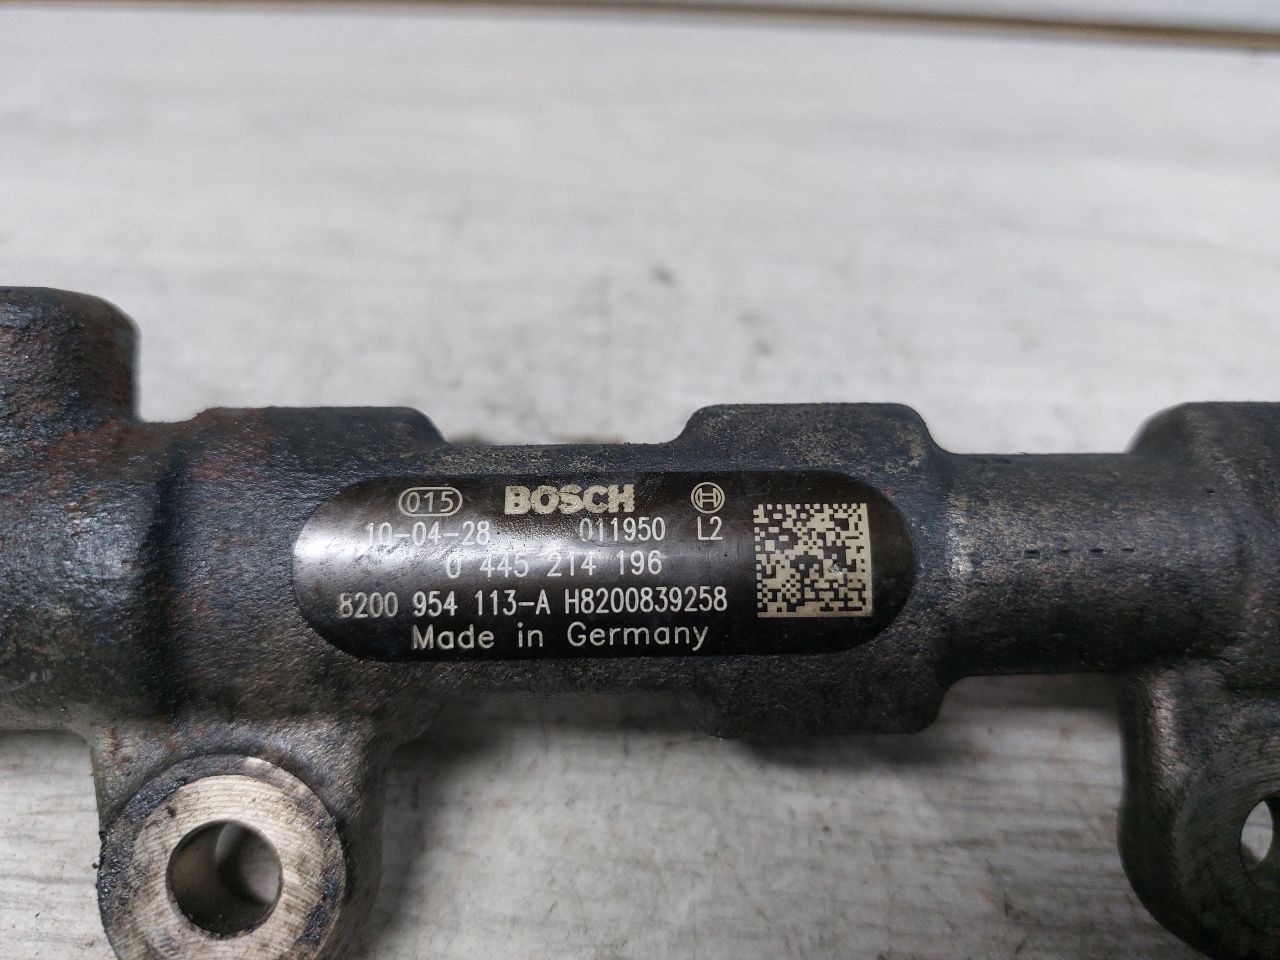 015 BOSCH H
10-04-28 011950 L2
0 445 214 196
8200 954 113-A H8200839258
Made in Germany